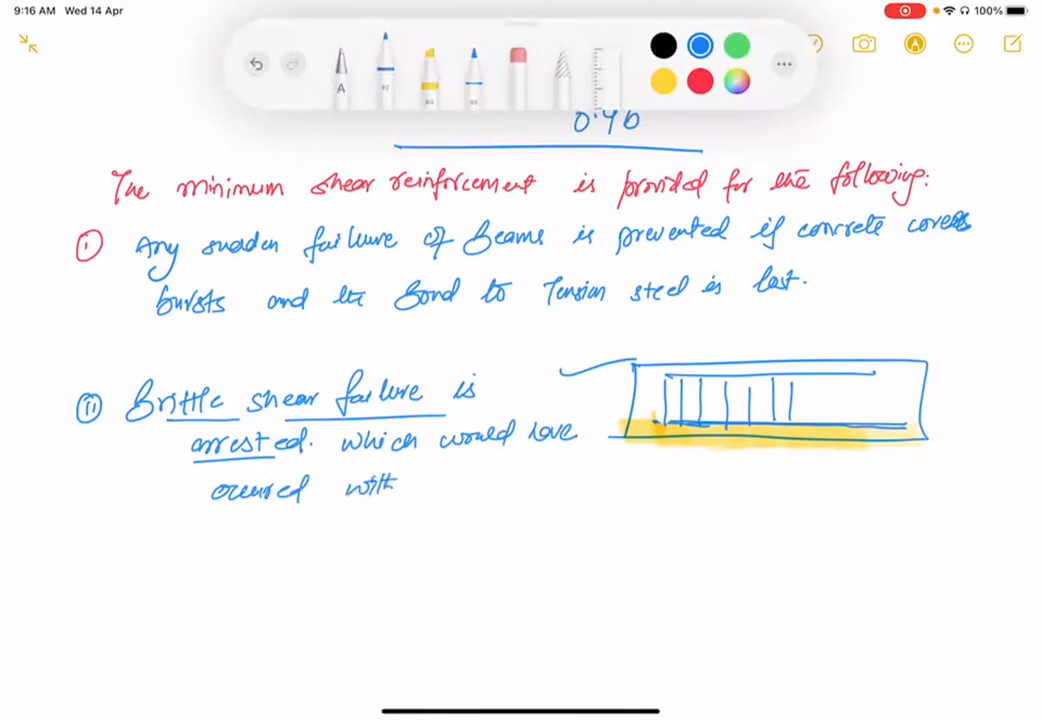 9:16 AM Wed 14 Apr
100%
A
0.4b
The minimum shear reinforcement is provided for the following:
i Any sudden failure of Beams is prevented if concrete covers
bursts and the Bond to Tension steel is lost.
ii Brittle shear failure is
arrested. which would have
occured with